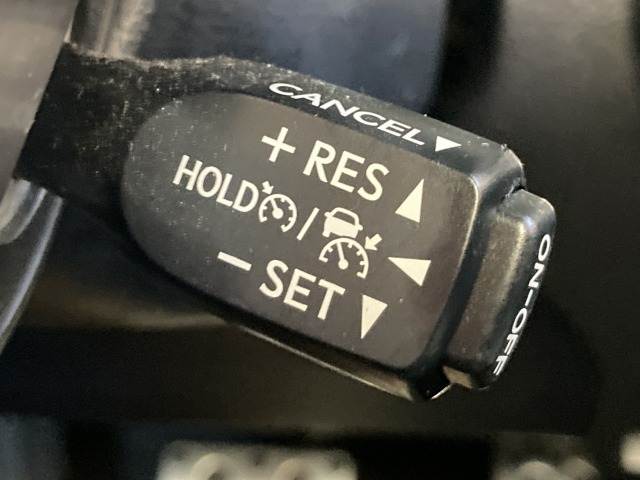 CANCEL
+ RES
HOLD /
- SET
ON-OFF